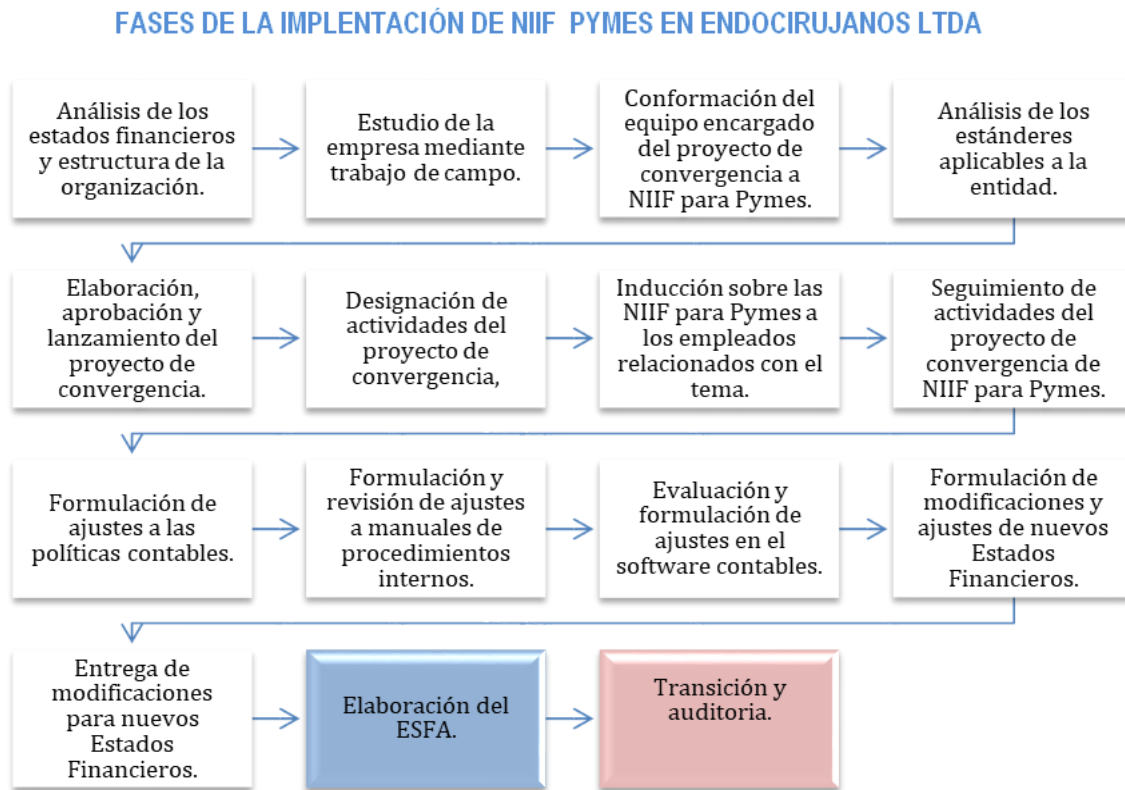 FASES DE LA IMPLENTACIÓN DE NIIF PYMES EN ENDOCIRUJANOS LTDA
Análisis de los
estados financieros
y estructura de la
organización.
Estudio de la
empresa mediante
trabajo de campo.
Conformación del
equipo encargado
del proyecto de
convergencia a
NIIF para Pymes.
Análisis de los
estánderes
aplicables a la
entidad.
Elaboración,
aprobación y
lanzamiento del
proyecto de
convergencia.
Designación de
actividades del
proyecto de
convergencia,
Inducción sobre las
NIIF para Pymes a
los empleados
relacionados con el
tema.
Seguimiento de
actividades del
proyecto de
convergencia de
NIIF para Pymes.
Formulación de
ajustes a las
políticas contables.
Formulación y
revisión de ajustes
a manuales de
procedimientos
internos.
Evaluación y
formulación de
ajustes en el
software contables.
Formulación de
modificaciones y
ajustes de nuevos
Estados
Financieros.
Entrega de
modificaciones
para nuevos
Estados
Financieros.
Elaboración del
ESFA.
Transición y
auditoria.